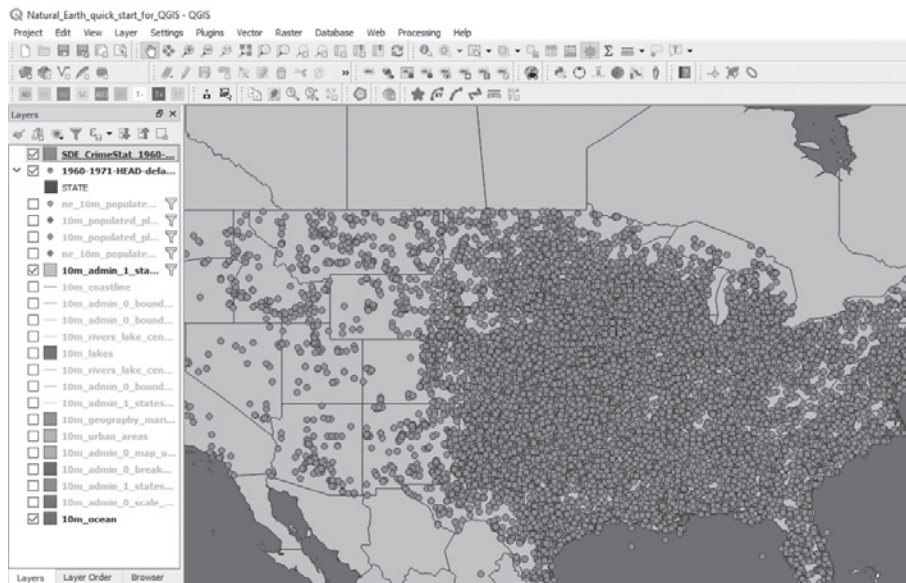 Natural_Earth_quick_start_for_QGIS - QGIS
Project Edit View Layer Settings Plugins Vector Raster Database Web Processing Help
Layers
SDE_CrimeStat_1960-...
1960-1971-HEAD-defa...
STATE
ne_10m_populate...
10m_populated_pl...
10m_populated_pl...
ne_10m_populate...
10m_admin_1_sta...
10m_coastline
10m_admin_0_bound...
10m_admin_0_bound...
10m_rivers_lake_cen...
10m_lakes
10m_rivers_lake_cen...
10m_admin_0_bound...
10m_admin_1_states...
10m_geography_mari...
10m_urban_areas
10m_admin_0_map_u...
10m_admin_0_break...
10m_admin_1_states...
10m_admin_0_scale_...
10m_ocean
Layers Layer Order Browser